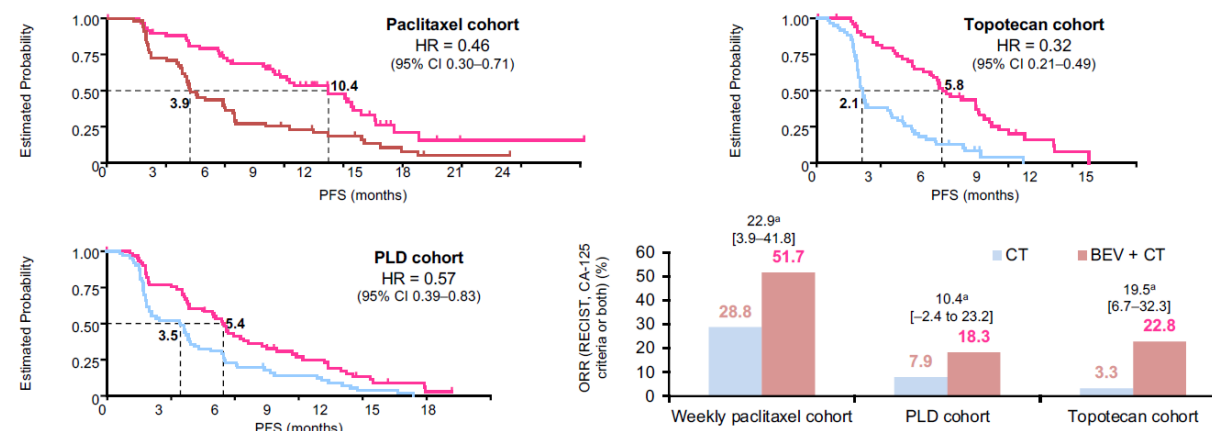 Paclitaxel cohort
HR = 0.46
(95% CI 0.30–0.71)
Estimated Probability
1.00
0.75
0.50
0.25
0
10.4
3.9
0 3 6 9 12 15 18 21 24
PFS (months)
Topotecan cohort
HR = 0.32
(95% CI 0.21–0.49)
Estimated Probability
1.00
0.75
0.50
0.25
0
5.8
2.1
0 3 6 9 12 15
PFS (months)
PLD cohort
HR = 0.57
(95% CI 0.39–0.83)
Estimated Probability
1.00
0.75
0.50
0.25
0
5.4
3.5
0 3 6 9 12 15 18
PFS (months)
ORR (RECIST, CA-125
criteria or both) (%)
60
50
40
30
20
10
0
CT BEV + CT
22.9ᵃ
[3.9–41.8]
51.7
28.8
10.4ᵃ
[–2.4 to 23.2]
18.3
7.9
19.5ᵃ
[6.7–32.3]
22.8
3.3
Weekly paclitaxel cohort PLD cohort Topotecan cohort